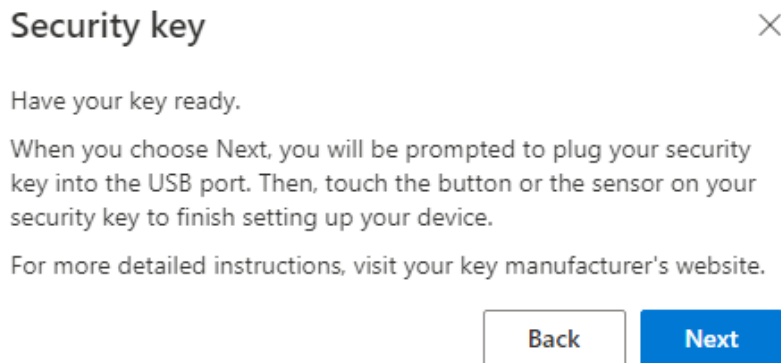 Security key
Have your key ready.
When you choose Next, you will be prompted to plug your security
key into the USB port. Then, touch the button or the sensor on your
security key to finish setting up your device.
For more detailed instructions, visit your key manufacturer's website.
Back Next